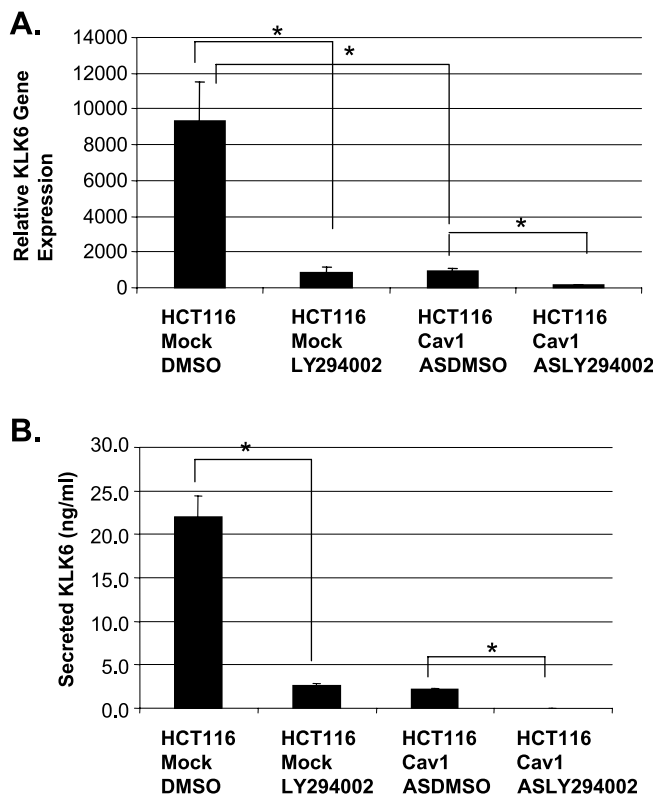 A.
Relative KLK6 Gene
Expression
14000
12000
10000
8000
6000
4000
2000
0
*
*
*
HCT116 HCT116 HCT116 HCT116
Mock Mock Cav1 Cav1
DMSO LY294002 ASDMSO ASLY294002
B.
Secreted KLK6 (ng/ml)
30.0
25.0
20.0
15.0
10.0
5.0
0.0
*
*
HCT116 HCT116 HCT116 HCT116
Mock Mock Cav1 Cav1
DMSO LY294002 ASDMSO ASLY294002